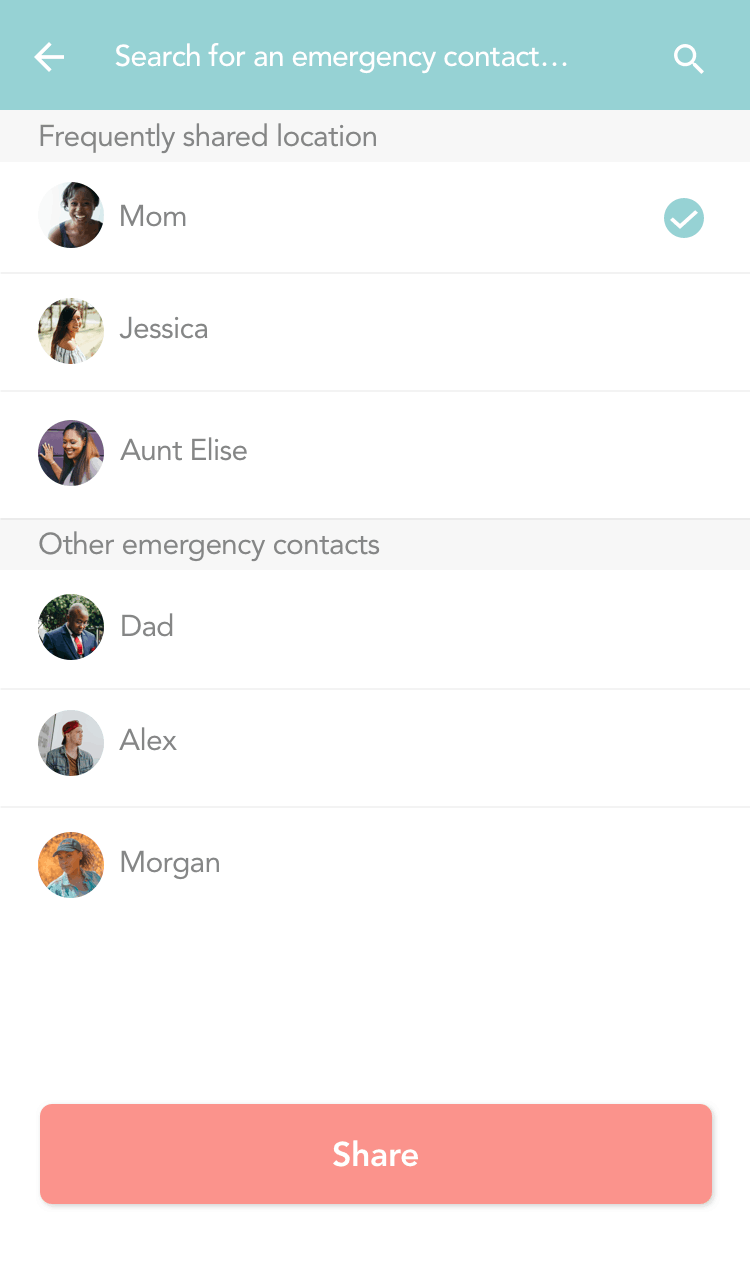 Search for an emergency contact...
Frequently shared location
Mom
Jessica
Aunt Elise
Other emergency contacts
Dad
Alex
Morgan
Share